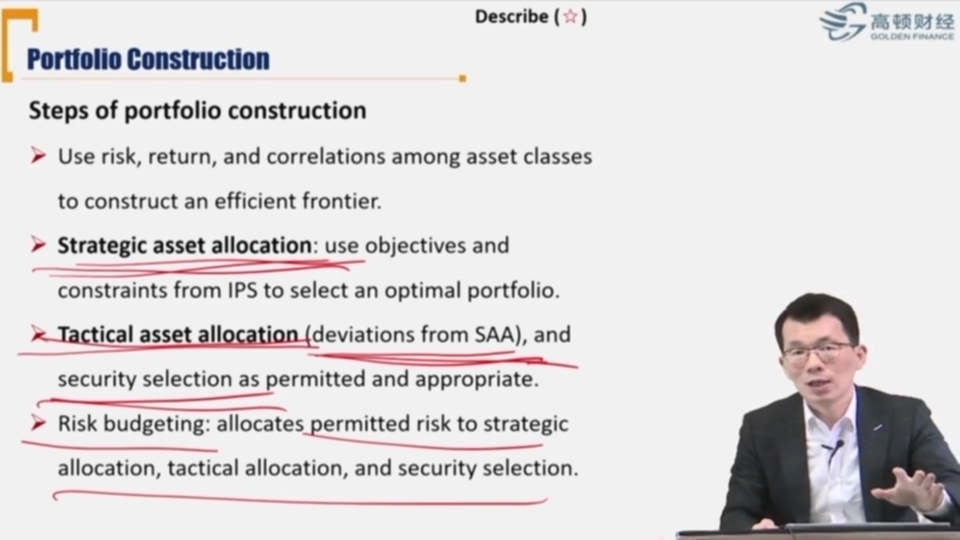 Describe (☆)
高顿财经
GOLDEN FINANCE
Portfolio Construction
Steps of portfolio construction
➢ Use risk, return, and correlations among asset classes
to construct an efficient frontier.
➢ Strategic asset allocation: use objectives and
constraints from IPS to select an optimal portfolio.
➢ Tactical asset allocation (deviations from SAA), and
security selection as permitted and appropriate.
➢ Risk budgeting: allocates permitted risk to strategic
allocation, tactical allocation, and security selection.